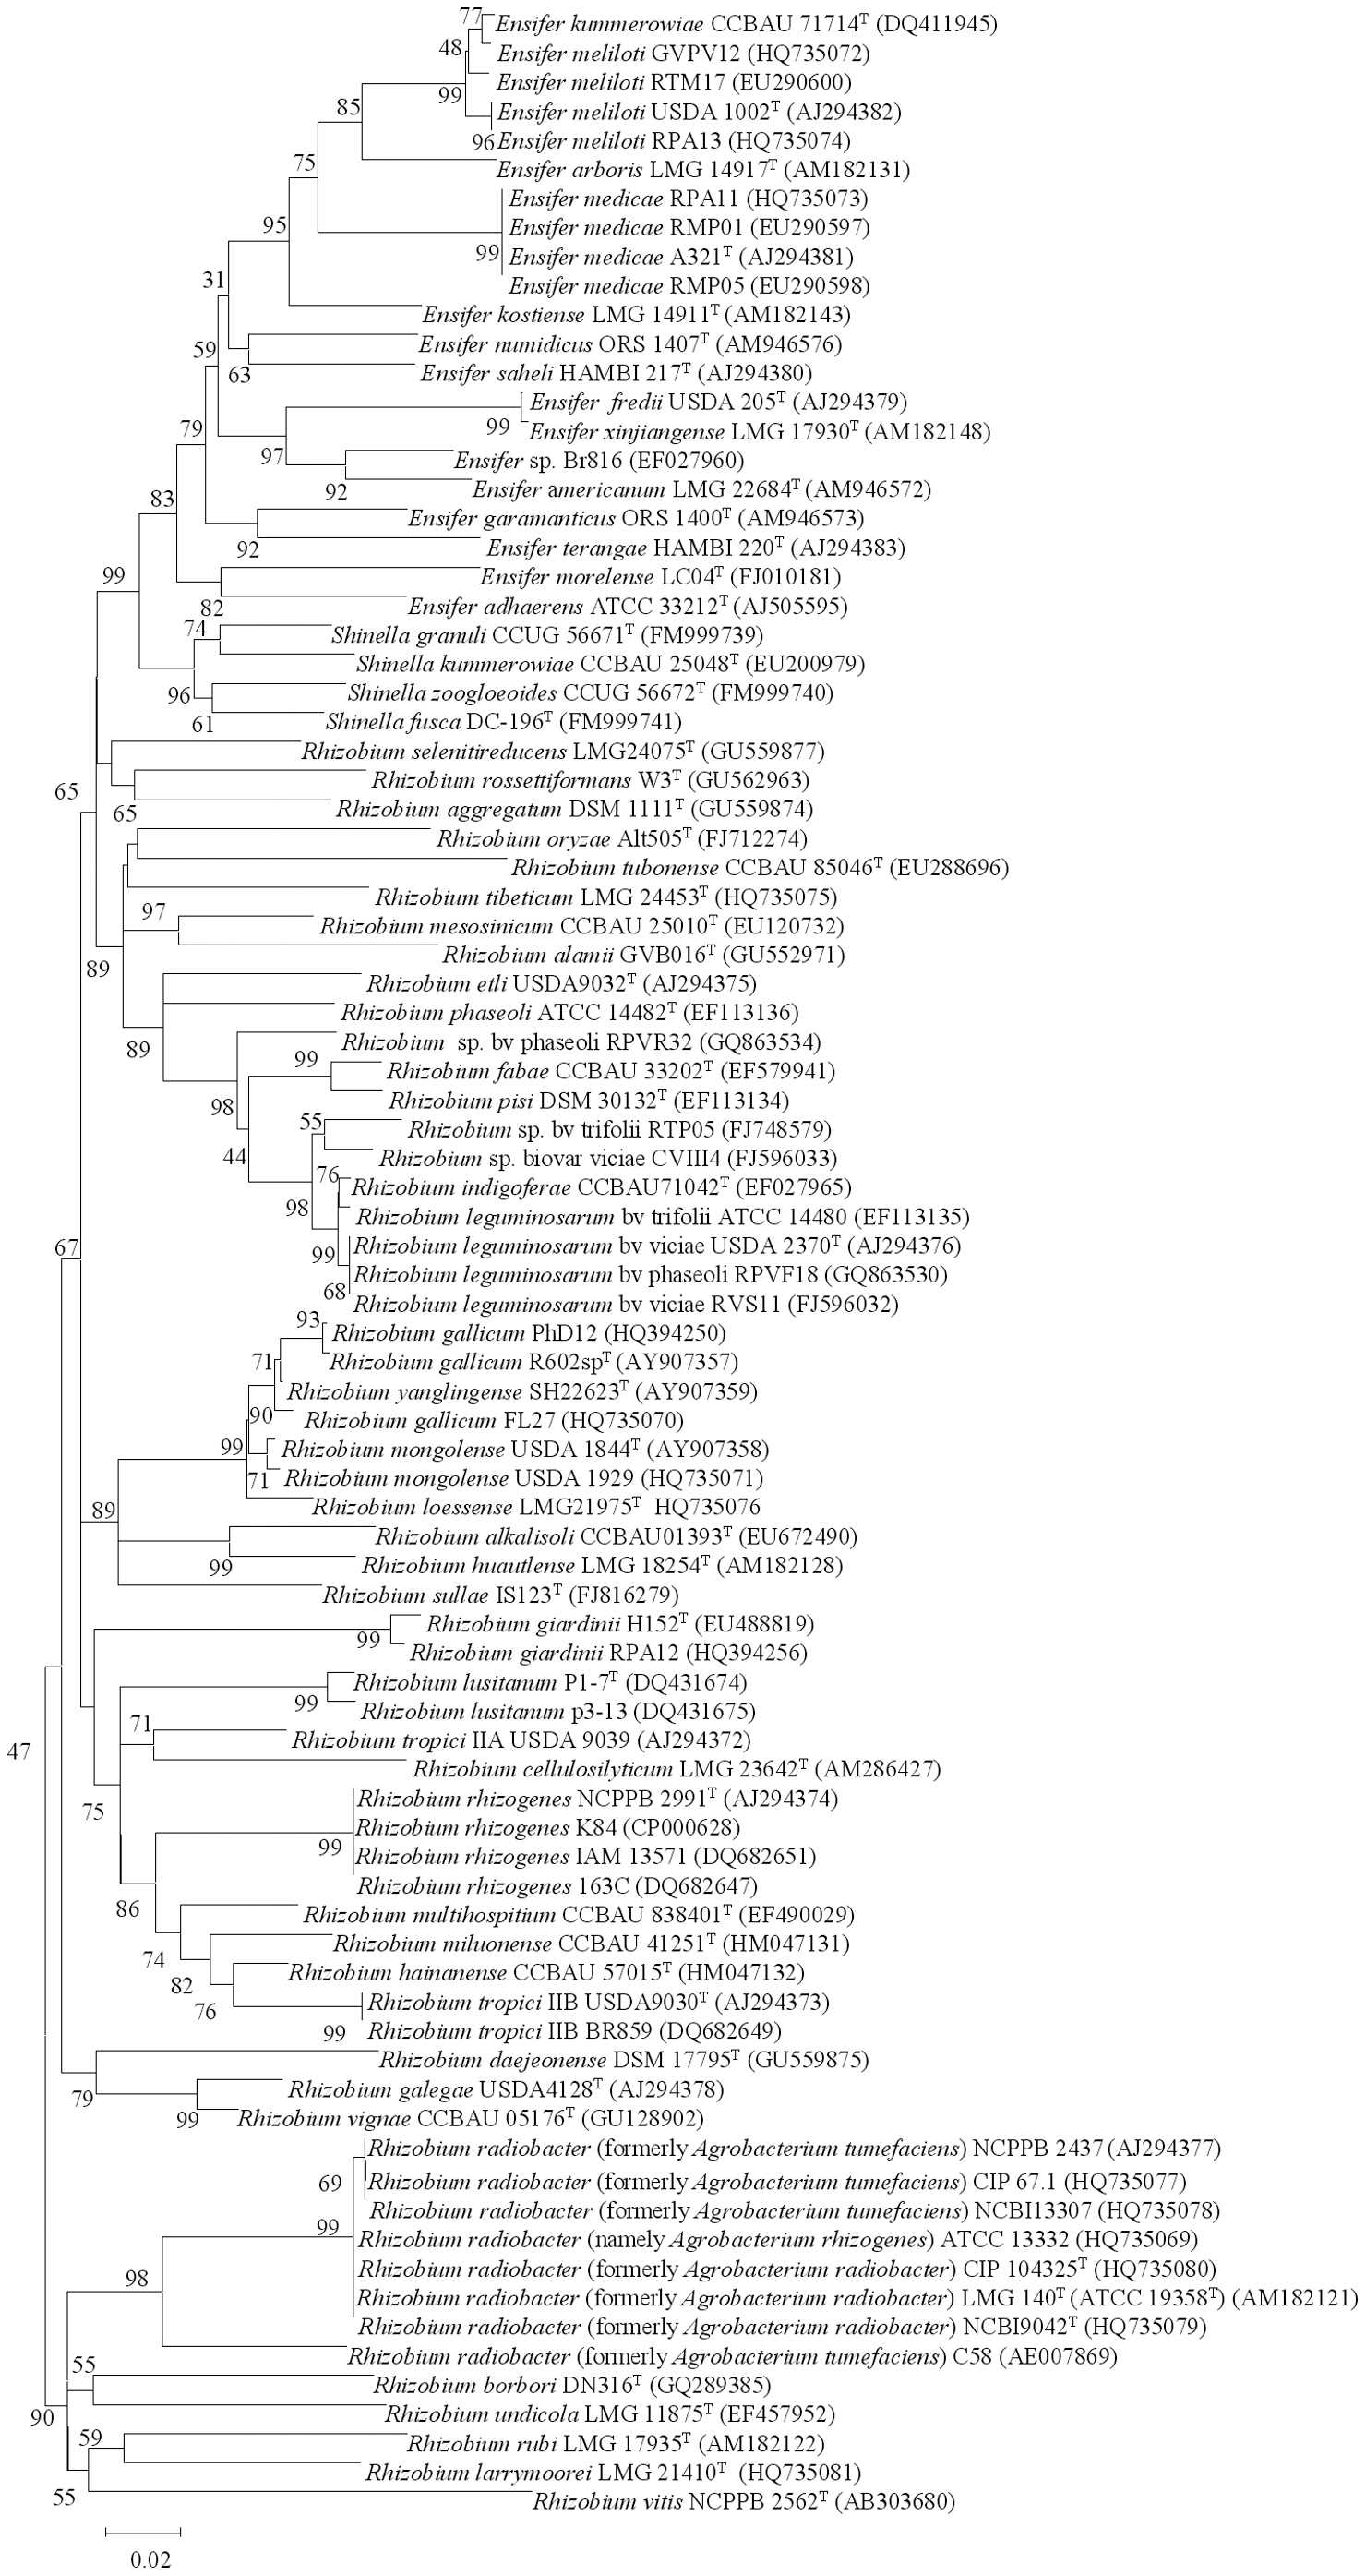 77 Ensifer kummerowiae CCBAU 71714T (DQ411945)
48 Ensifer meliloti GVPV12 (HQ735072)
Ensifer meliloti RTM17 (EU290600)
85 99 Ensifer meliloti USDA 1002T (AJ294382)
96 Ensifer meliloti RPA13 (HQ735074)
75 Ensifer arboris LMG 14917T (AM182131)
Ensifer medicae RPA11 (HQ735073)
95 Ensifer medicae RMP01 (EU290597)
99 Ensifer medicae A321T (AJ294381)
31 Ensifer medicae RMP05 (EU290598)
Ensifer kostiense LMG 14911T (AM182143)
59 Ensifer numidicus ORS 1407T (AM946576)
63 Ensifer saheli HAMBI 217T (AJ294380)
Ensifer fredii USDA 205T (AJ294379)
79 99 Ensifer xinjiangense LMG 17930T (AM182148)
97 Ensifer sp. Br816 (EF027960)
83 92 Ensifer americanum LMG 22684T (AM946572)
Ensifer garamanticus ORS 1400T (AM946573)
92 Ensifer terangae HAMBI 220T (AJ294383)
99 Ensifer morelense LC04T (FJ010181)
82 Ensifer adhaerens ATCC 33212T (AJ505595)
74 Shinella granuli CCUG 56671T (FM999739)
Shinella kummerowiae CCBAU 25048T (EU200979)
96 Shinella zoogloeoides CCUG 56672T (FM999740)
61 Shinella fusca DC-196T (FM999741)
Rhizobium selenitireducens LMG24075T (GU559877)
65 Rhizobium rossettiformans W3T (GU562963)
65 Rhizobium aggregatum DSM 1111T (GU559874)
Rhizobium oryzae Alt505T (FJ712274)
Rhizobium tubonense CCBAU 85046T (EU288696)
Rhizobium tibeticum LMG 24453T (HQ735075)
97 Rhizobium mesosinicum CCBAU 25010T (EU120732)
89 Rhizobium alamii GVB016T (GU552971)
Rhizobium etli USDA9032T (AJ294375)
Rhizobium phaseoli ATCC 14482T (EF113136)
89 Rhizobium sp. bv phaseoli RPVR32 (GQ863534)
99 Rhizobium fabae CCBAU 33202T (EF579941)
98 Rhizobium pisi DSM 30132T (EF113134)
55 Rhizobium sp. bv trifolii RTP05 (FJ748579)
44 Rhizobium sp. biovar viciae CVIII4 (FJ596033)
76 Rhizobium indigoferae CCBAU71042T (EF027965)
98 Rhizobium leguminosarum bv trifolii ATCC 14480 (EF113135)
67 99 Rhizobium leguminosarum bv viciae USDA 2370T (AJ294376)
Rhizobium leguminosarum bv phaseoli RPVF18 (GQ863530)
68 Rhizobium leguminosarum bv viciae RVS11 (FJ596032)
93 Rhizobium gallicum PhD12 (HQ394250)
71 Rhizobium gallicum R602spT (AY907357)
Rhizobium yanglingense SH22623T (AY907359)
90 Rhizobium gallicum FL27 (HQ735070)
99 Rhizobium mongolense USDA 1844T (AY907358)
71 Rhizobium mongolense USDA 1929 (HQ735071)
89 Rhizobium loessense LMG21975T HQ735076
Rhizobium alkalisoli CCBAU01393T (EU672490)
99 Rhizobium huautlense LMG 18254T (AM182128)
Rhizobium sullae IS123T (FJ816279)
Rhizobium giardinii H152T (EU488819)
99 Rhizobium giardinii RPA12 (HQ394256)
Rhizobium lusitanum P1-7T (DQ431674)
99 Rhizobium lusitanum p3-13 (DQ431675)
47 71 Rhizobium tropici IIA USDA 9039 (AJ294372)
Rhizobium cellulosilyticum LMG 23642T (AM286427)
75 Rhizobium rhizogenes NCPPB 2991T (AJ294374)
Rhizobium rhizogenes K84 (CP000628)
99 Rhizobium rhizogenes IAM 13571 (DQ682651)
Rhizobium rhizogenes 163C (DQ682647)
86 Rhizobium multihospitium CCBAU 838401T (EF490029)
74 Rhizobium miluonense CCBAU 41251T (HM047131)
82 Rhizobium hainanense CCBAU 57015T (HM047132)
76 Rhizobium tropici IIB USDA9030T (AJ294373)
99 Rhizobium tropici IIB BR859 (DQ682649)
Rhizobium daejeonense DSM 17795T (GU559875)
79 Rhizobium galegae USDA4128T (AJ294378)
99 Rhizobium vignae CCBAU 05176T (GU128902)
Rhizobium radiobacter (formerly Agrobacterium tumefaciens) NCPPB 2437 (AJ294377)
69 Rhizobium radiobacter (formerly Agrobacterium tumefaciens) CIP 67.1 (HQ735077)
Rhizobium radiobacter (formerly Agrobacterium tumefaciens) NCBI13307 (HQ735078)
99 Rhizobium radiobacter (namely Agrobacterium rhizogenes) ATCC 13332 (HQ735069)
98 Rhizobium radiobacter (formerly Agrobacterium radiobacter) CIP 104325T (HQ735080)
Rhizobium radiobacter (formerly Agrobacterium radiobacter) LMG 140T (ATCC 19358T) (AM182121)
Rhizobium radiobacter (formerly Agrobacterium radiobacter) NCBI9042T (HQ735079)
Rhizobium radiobacter (formerly Agrobacterium tumefaciens) C58 (AE007869)
55 Rhizobium borbori DN316T (GQ289385)
90 Rhizobium undicola LMG 11875T (EF457952)
59 Rhizobium rubi LMG 17935T (AM182122)
Rhizobium larrymoorei LMG 21410T (HQ735081)
55 Rhizobium vitis NCPPB 2562T (AB303680)
0.02